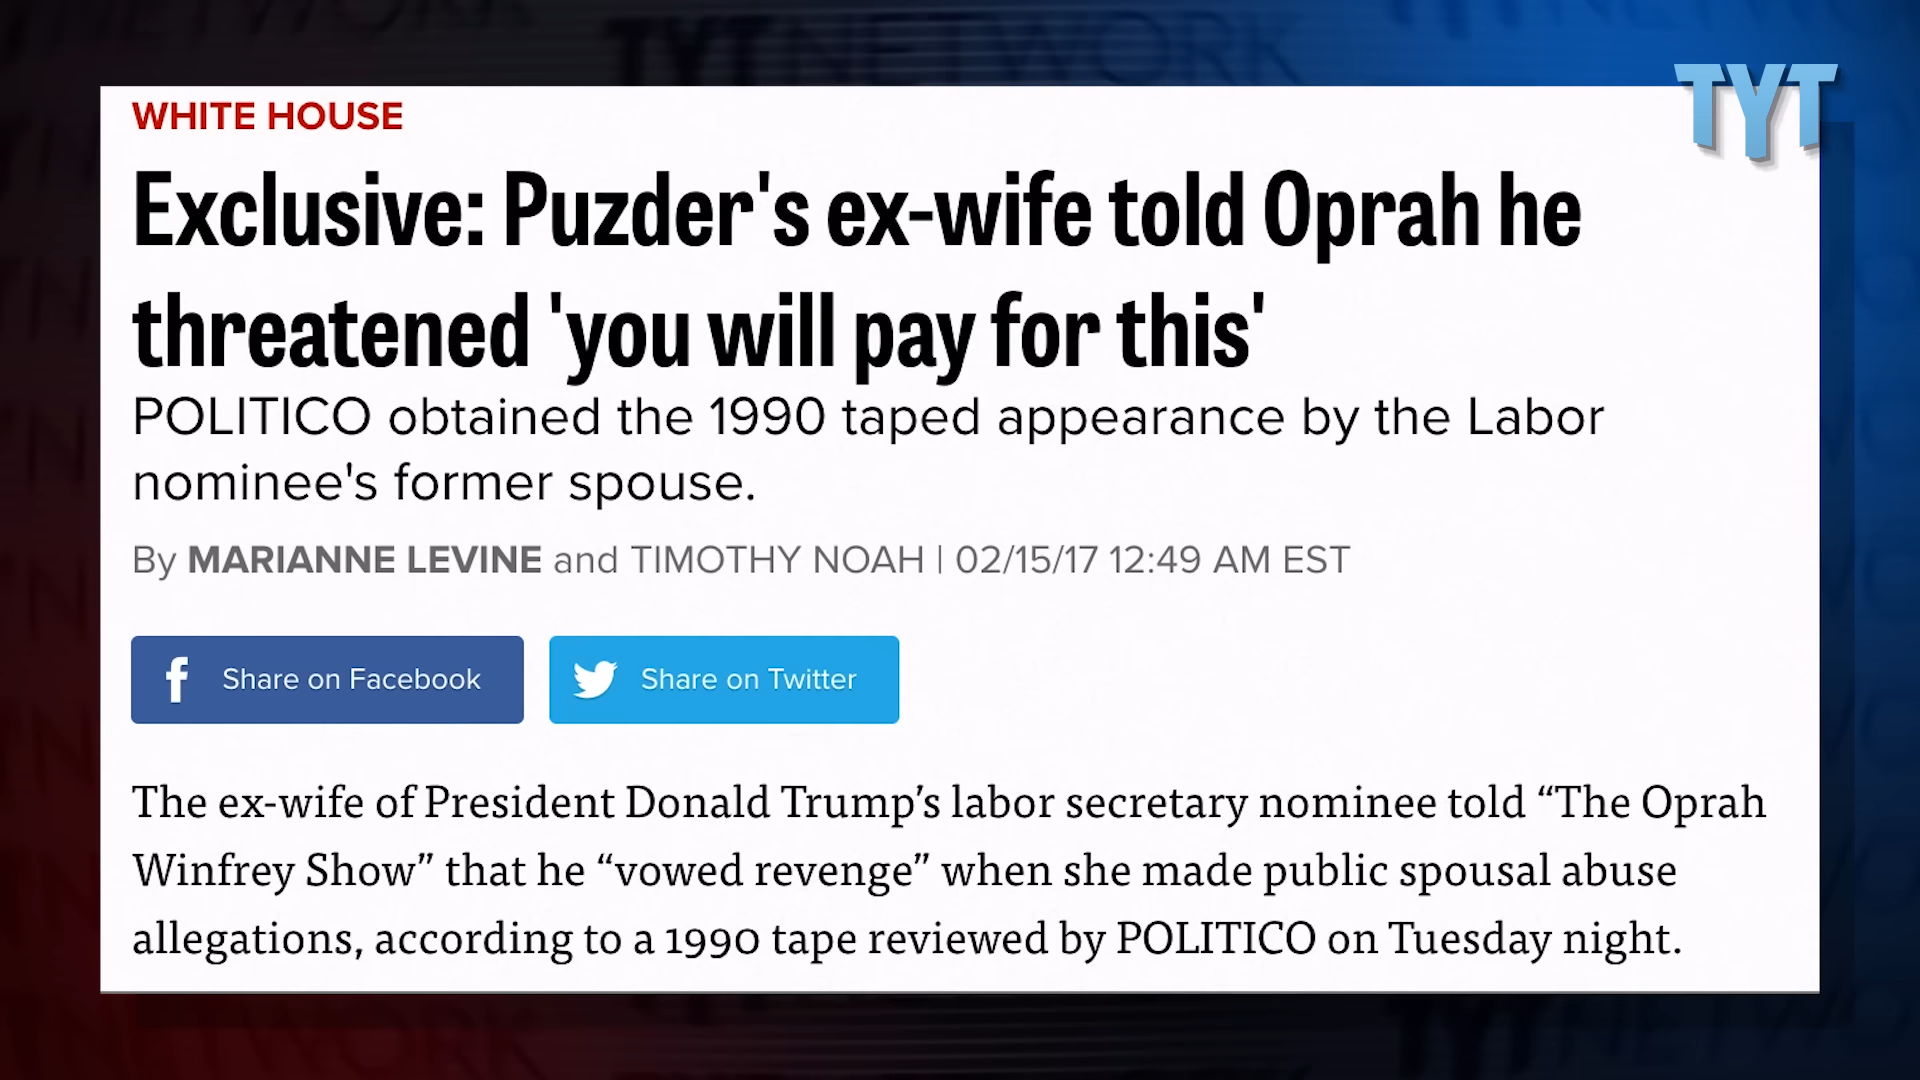 TYT NETWORK
TYT
WHITE HOUSE
Exclusive: Puzder's ex-wife told Oprah he
threatened 'you will pay for this'
POLITICO obtained the 1990 taped appearance by the Labor
nominee's former spouse.
By MARIANNE LEVINE and TIMOTHY NOAH | 02/15/17 12:49 AM EST
f Share on Facebook
Share on Twitter
The ex-wife of President Donald Trump’s labor secretary nominee told “The Oprah
Winfrey Show” that he “vowed revenge” when she made public spousal abuse
allegations, according to a 1990 tape reviewed by POLITICO on Tuesday night.